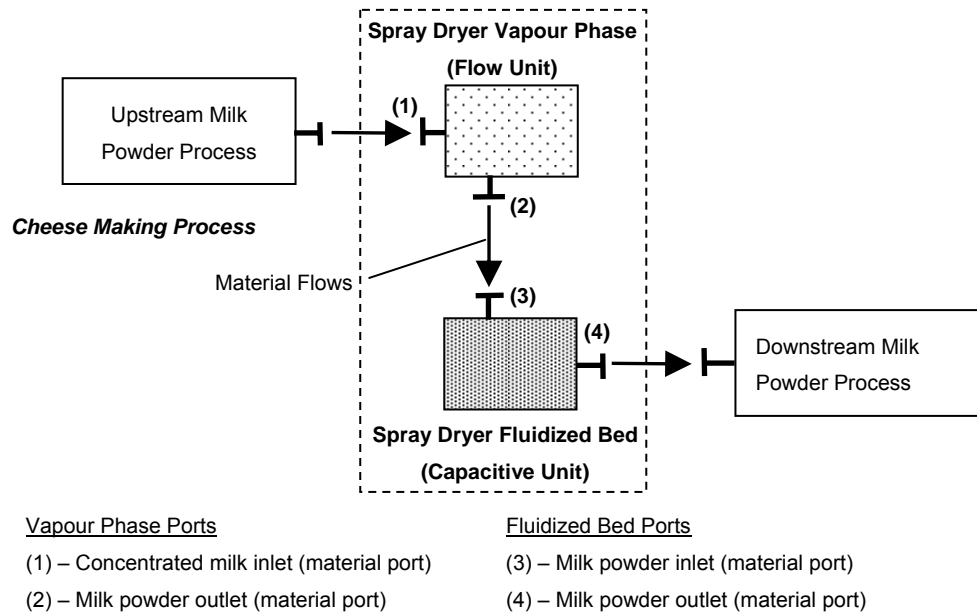 Spray Dryer Vapour Phase
(Flow Unit)
Upstream Milk
Powder Process
(1)
(2)
Cheese Making Process
Material Flows
(3)
(4)
Downstream Milk
Powder Process
Spray Dryer Fluidized Bed
(Capacitive Unit)
Vapour Phase Ports
(1) – Concentrated milk inlet (material port)
(2) – Milk powder outlet (material port)
Fluidized Bed Ports
(3) – Milk powder inlet (material port)
(4) – Milk powder outlet (material port)